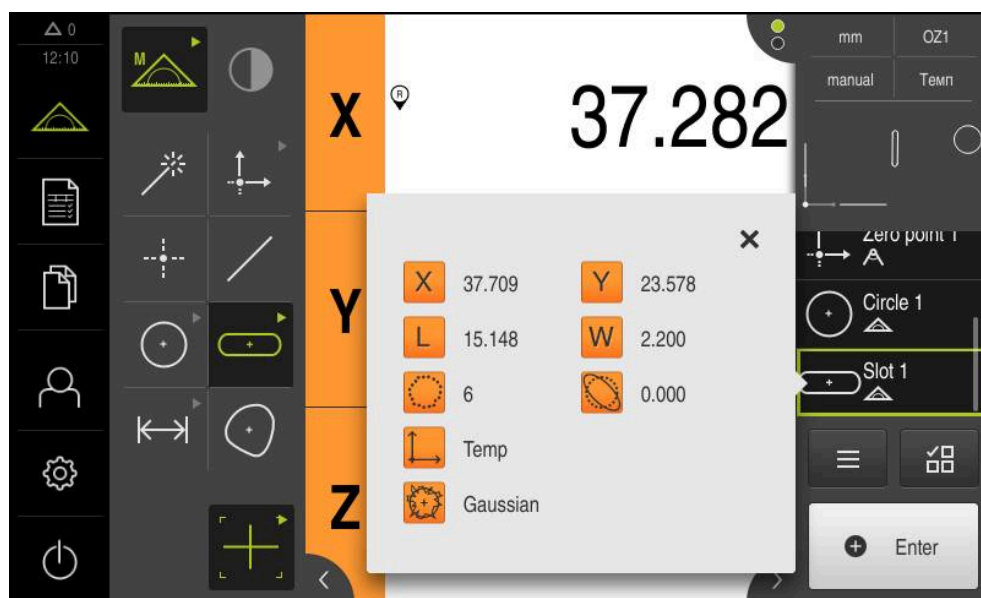 0
12:10
M
X
R
37.282
mm
OZ1
manual
Темп
X
37.709
Y
23.578
L
15.148
W
2.200
6
0.000
Temp
Gaussian
Y
Z
Zero point 1
Circle 1
Slot 1
Enter